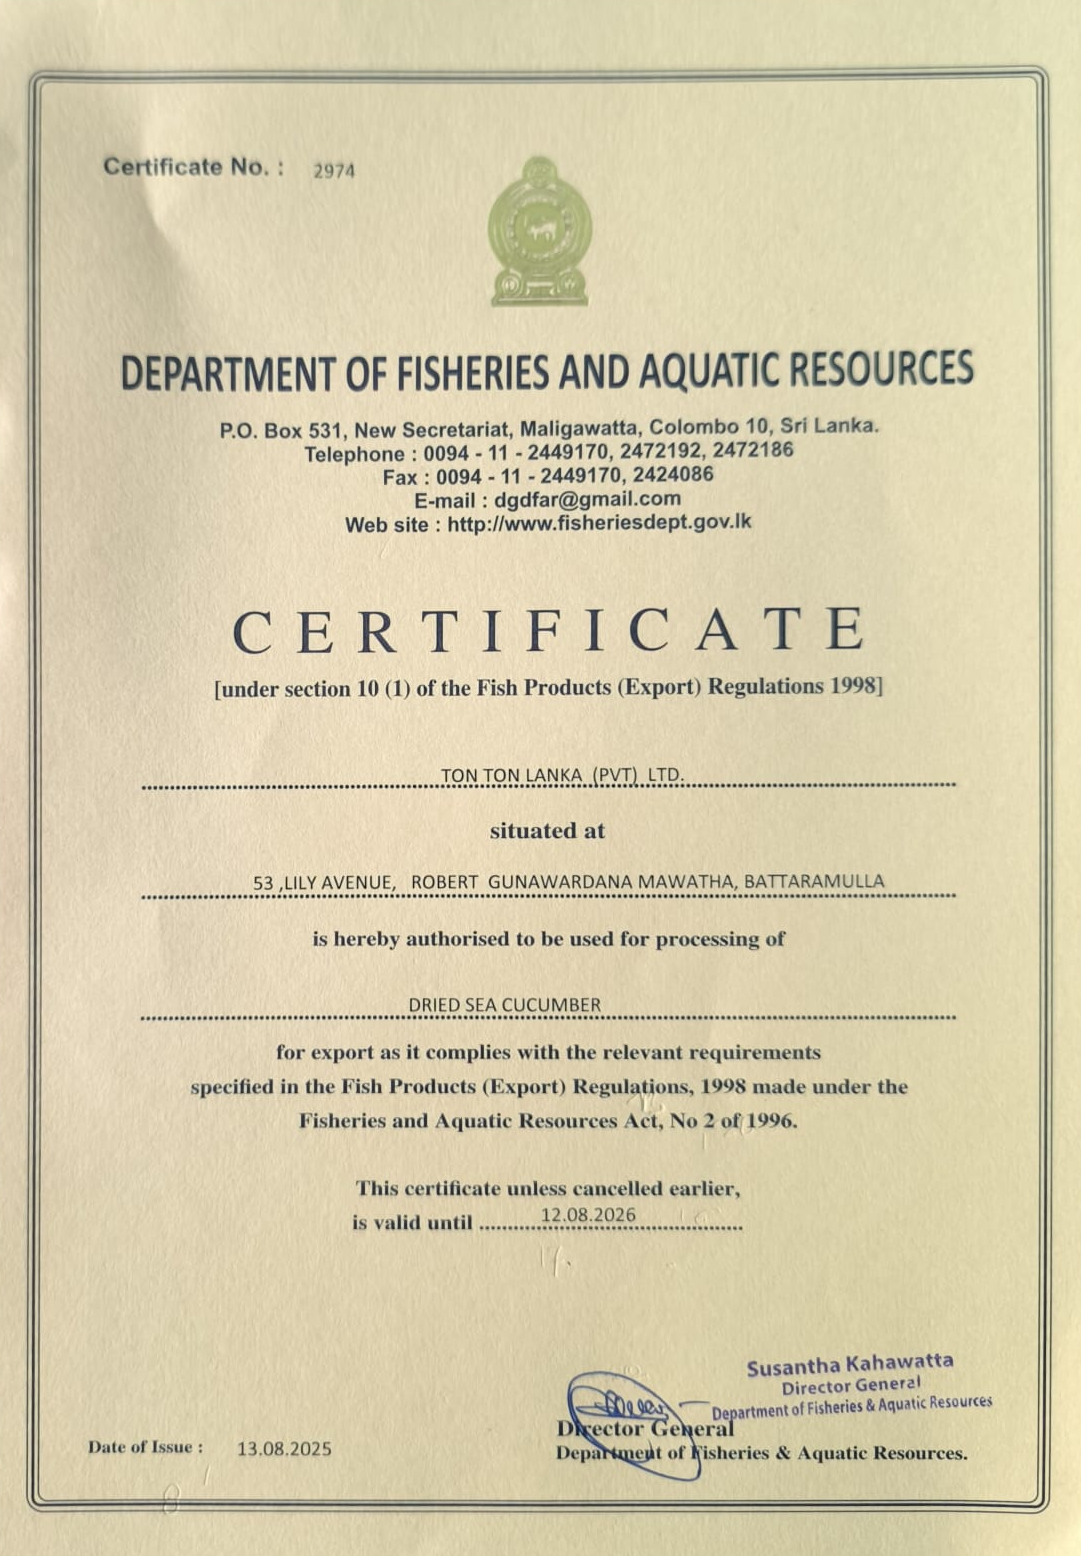 Certificate No. : 2974
DEPARTMENT OF FISHERIES AND AQUATIC RESOURCES
P.O. Box 531, New Secretariat, Maligawatta, Colombo 10, Sri Lanka.
Telephone : 0094 - 11 - 2449170, 2472192, 2472186
Fax : 0094 - 11 - 2449170, 2424086
E-mail : dgdfar@gmail.com
Web site : http://www.fisheriesdept.gov.lk
CERTIFICATE
[under section 10 (1) of the Fish Products (Export) Regulations 1998]
TON TON LANKA (PVT) LTD.
situated at
53 ,LILY AVENUE, ROBERT GUNAWARDANA MAWATHA, BATTARAMULLA
is hereby authorised to be used for processing of
DRIED SEA CUCUMBER
for export as it complies with the relevant requirements
specified in the Fish Products (Export) Regulations, 1998 made under the
Fisheries and Aquatic Resources Act, No 2 of 1996.
This certificate unless cancelled earlier,
is valid until 12.08.2026
Susantha Kahawatta
Director General
Department of Fisheries & Aquatic Resources
Director General
Department of Fisheries & Aquatic Resources.
Date of Issue : 13.08.2025